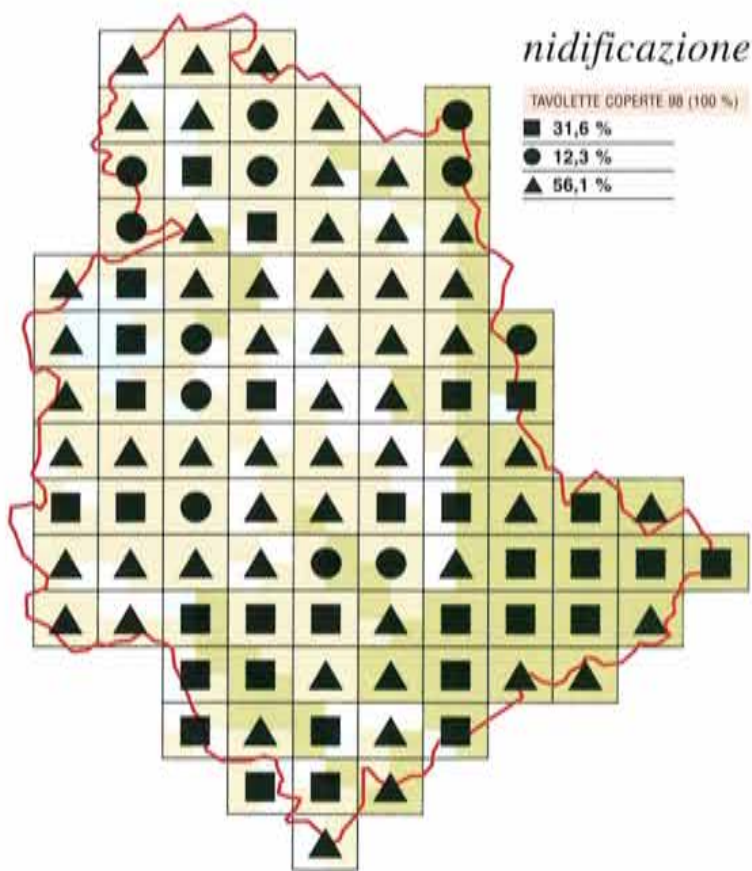 nidificazione
TAVOLETTE COPERTE 98 (100 %)
■ 31,6 %
● 12,3 %
▲ 56,1 %